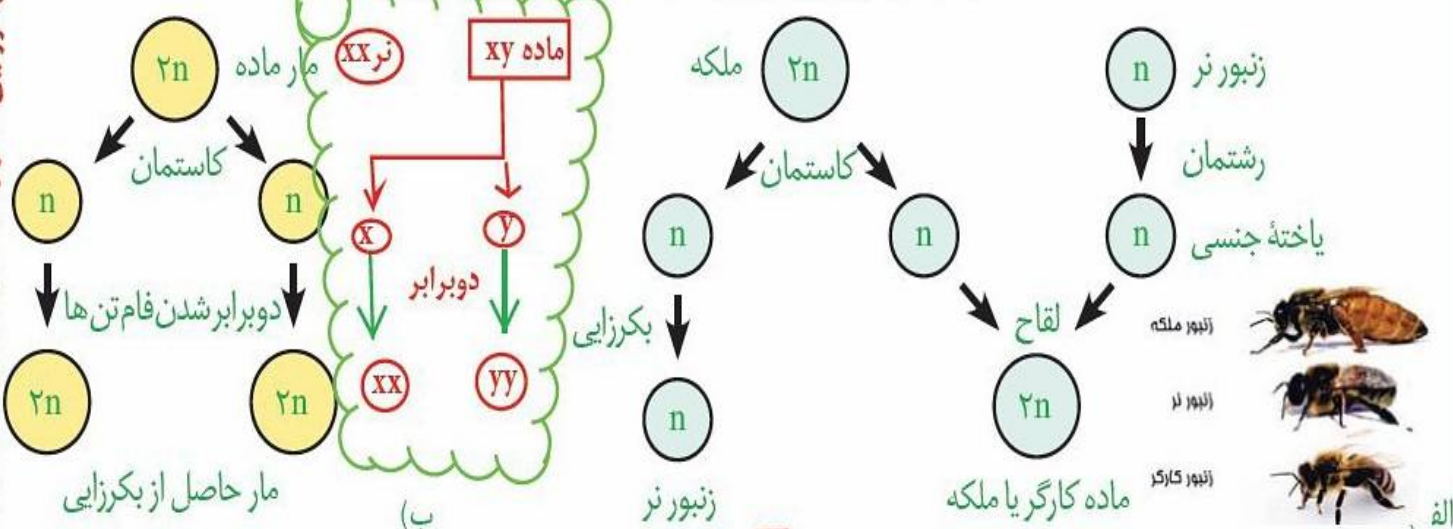 زنبور نر
n
رشتمان
n
یاختهٔ جنسی
ملکه
۲n
کاستمان
n
n
لقاح
بکرزایی
۲n
ماده کارگر یا ملکه
n
زنبور نر
زنبور ملکه
زنبور نر
زنبور کارگر
الف
ماده xy
نر xx
x
y
دوبرابر
xx
yy
مار ماده
۲n
کاستمان
n
n
دوبرابر شدن فام‌تن‌ها
۲n
۲n
مار حاصل از بکرزایی
ب)